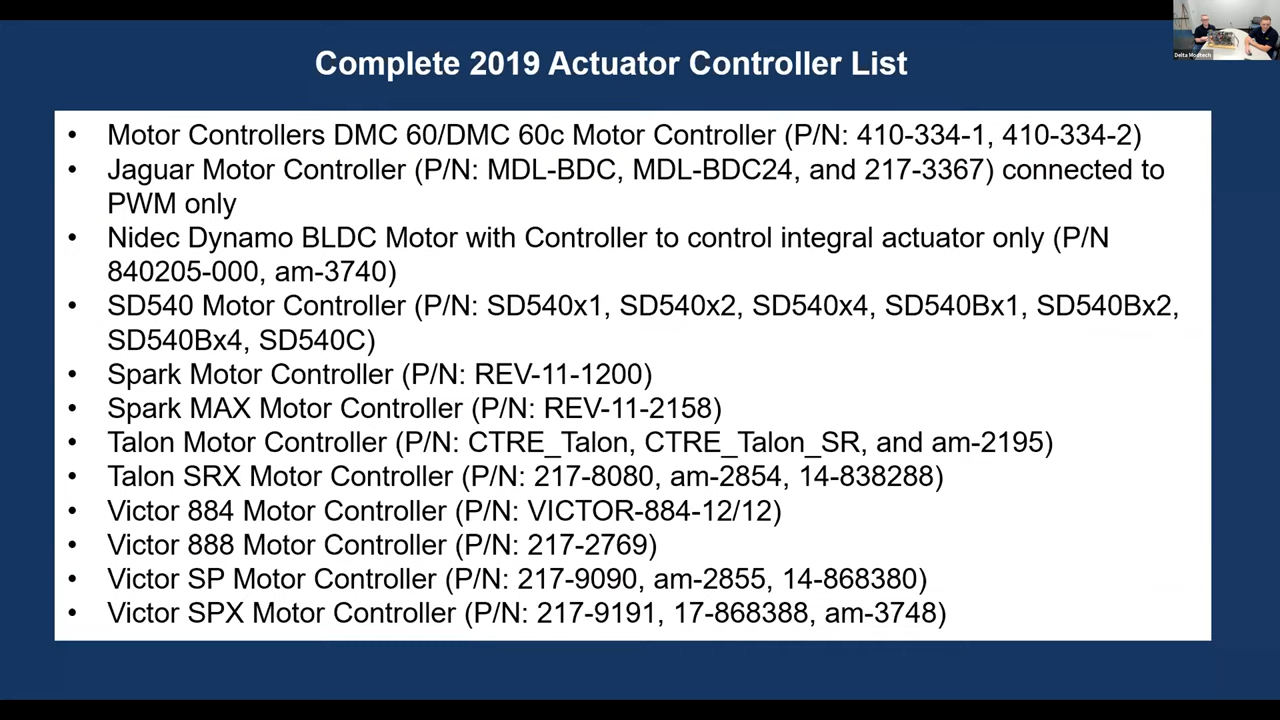 Complete 2019 Actuator Controller List
Delta Modtech
• Motor Controllers DMC 60/DMC 60c Motor Controller (P/N: 410-334-1, 410-334-2)
• Jaguar Motor Controller (P/N: MDL-BDC, MDL-BDC24, and 217-3367) connected to
PWM only
• Nidec Dynamo BLDC Motor with Controller to control integral actuator only (P/N
840205-000, am-3740)
• SD540 Motor Controller (P/N: SD540x1, SD540x2, SD540x4, SD540Bx1, SD540Bx2,
SD540Bx4, SD540C)
• Spark Motor Controller (P/N: REV-11-1200)
• Spark MAX Motor Controller (P/N: REV-11-2158)
• Talon Motor Controller (P/N: CTRE_Talon, CTRE_Talon_SR, and am-2195)
• Talon SRX Motor Controller (P/N: 217-8080, am-2854, 14-838288)
• Victor 884 Motor Controller (P/N: VICTOR-884-12/12)
• Victor 888 Motor Controller (P/N: 217-2769)
• Victor SP Motor Controller (P/N: 217-9090, am-2855, 14-868380)
• Victor SPX Motor Controller (P/N: 217-9191, 17-868388, am-3748)